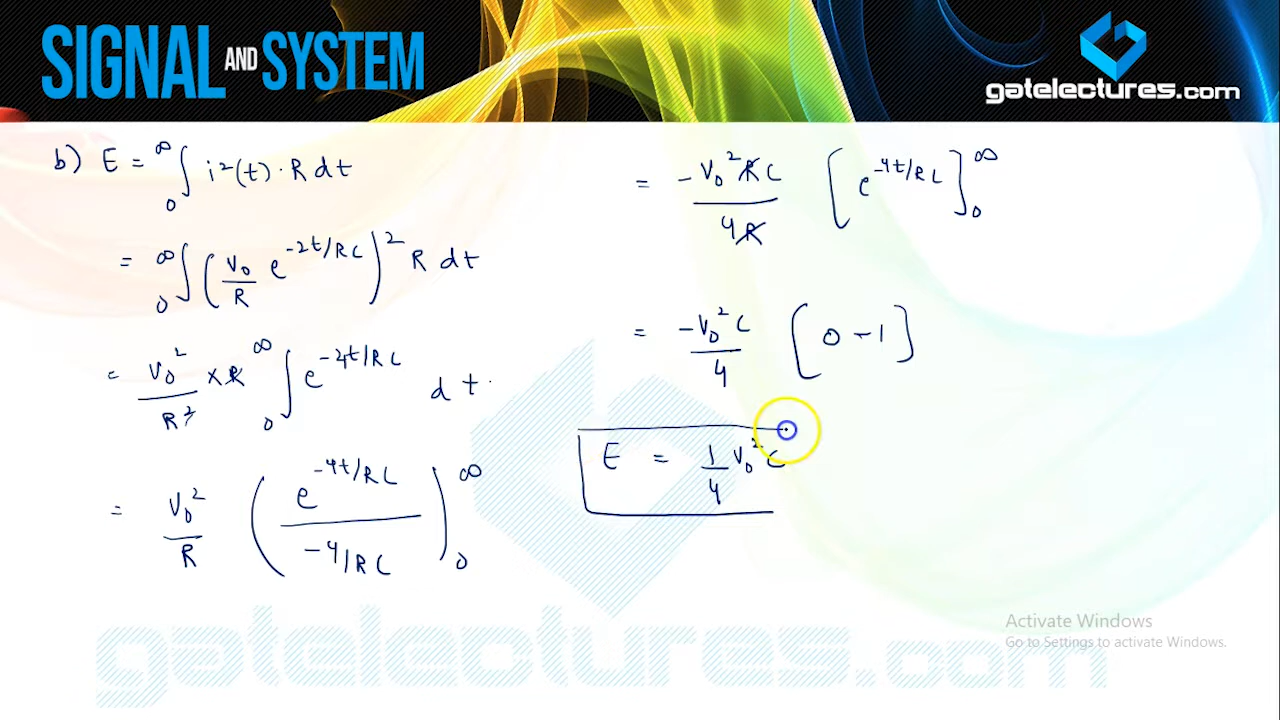 SIGNAL AND SYSTEM
gatelectures.com
b) E = ∞∫0 i²(t) · R dt
= ∞∫0 (V0/R e^-2t/RC)² R dt
= V0²/R² × R ∞∫0 e^-4t/RC dt.
= V0²/R (e^-4t/RC / -4/RC)∞0
= -V0²RC/4R [e^-4t/RC]∞0
= -V0²C/4 [0-1]
E = 1/4 V0²C
Activate Windows
Go to Settings to activate Windows.
gatelectures.com